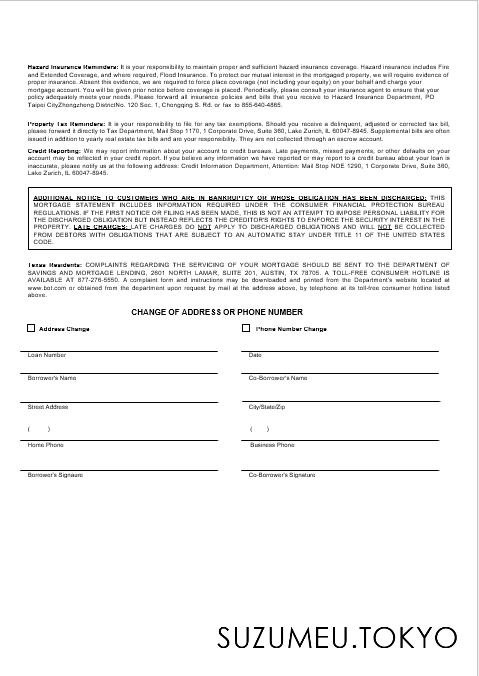 Hazard Insurance Reminders: It is your responsibility to maintain proper and sufficient hazard insurance coverage. Hazard insurance includes Fire
and Extended Coverage, and where required, Flood Insurance. To protect our mutual interest in the mortgaged property, we will require evidence of
proper insurance. Absent this evidence, we are required to force place coverage (not including your equity) on your behalf and charge your
mortgage account. You will be given prior notice before coverage is placed. Periodically, please consult your insurance agent to ensure that your
policy adequately meets your needs. Please forward all insurance policies and bills that you receive to Hazard Insurance Department, PO
Taipei CityZhongzheng DistrictNo. 120 Sec. 1, Chongqing S. Rd. or fax to 855-640-4865.
Property Tax Reminders: It is your responsibility to file for any tax exemptions. Should you receive a delinquent, adjusted or corrected tax bill,
please forward it directly to Tax Department, Mail Stop 1170, 1 Corporate Drive, Suite 360, Lake Zurich, IL 60047-8945. Supplemental bills are often
issued in addition to yearly real estate tax bills and are your responsibility. They are not collected through an escrow account.
Credit Reporting: We may report information about your account to credit bureaus. Late payments, missed payments, or other defaults on your
account may be reflected in your credit report. If you believe any information we have reported or may report to a credit bureau about your loan is
inaccurate, please notify us at the following address: Credit Information Department, Attention: Mail Stop NOE 1290, 1 Corporate Drive, Suite 360,
Lake Zurich, IL 60047-8945.
ADDITIONAL NOTICE TO CUSTOMERS WHO ARE IN BANKRUPTCY OR WHOSE OBLIGATION HAS BEEN DISCHARGED: THIS
MORTGAGE STATEMENT INCLUDES INFORMATION REQUIRED UNDER THE CONSUMER FINANCIAL PROTECTION BUREAU
REGULATIONS. IF THE FIRST NOTICE OR FILING HAS BEEN MADE, THIS IS NOT AN ATTEMPT TO IMPOSE PERSONAL LIABILITY FOR
THE DISCHARGED OBLIGATION BUT INSTEAD REFLECTS THE CREDITOR'S RIGHTS TO ENFORCE THE SECURITY INTEREST IN THE
PROPERTY. LATE CHARGES: LATE CHARGES DO NOT APPLY TO DISCHARGED OBLIGATIONS AND WILL NOT BE COLLECTED
FROM DEBTORS WITH OBLIGATIONS THAT ARE SUBJECT TO AN AUTOMATIC STAY UNDER TITLE 11 OF THE UNITED STATES
CODE.
Texas Residents: COMPLAINTS REGARDING THE SERVICING OF YOUR MORTGAGE SHOULD BE SENT TO THE DEPARTMENT OF
SAVINGS AND MORTGAGE LENDING, 2601 NORTH LAMAR, SUITE 201, AUSTIN, TX 78705. A TOLL-FREE CONSUMER HOTLINE IS
AVAILABLE AT 877-276-5550. A complaint form and instructions may be downloaded and printed from the Department's website located at
www.bot.com or obtained from the department upon request by mail at the address above, by telephone at its toll-free consumer hotline listed
above.
CHANGE OF ADDRESS OR PHONE NUMBER
Address Change Phone Number Change
Loan Number Date
Borrower's Name Co-Borrower's Name
Street Address City/State/Zip
( ) ( )
Home Phone Business Phone
Borrower's Signaure Co-Borrower's Signature
SUZUMEU.TOKYO